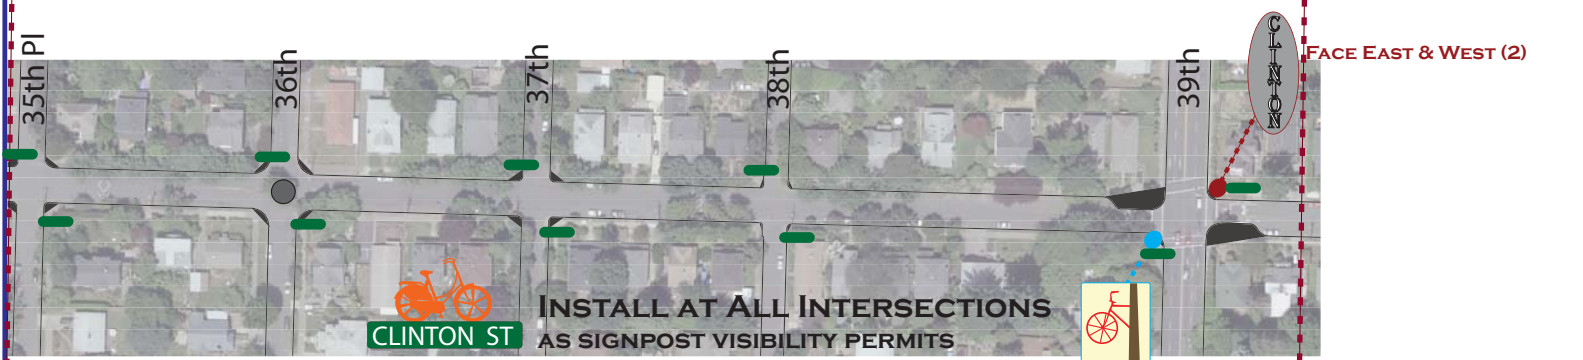 35th Pl
36th
37th
38th
39th
CLINTON
FACE EAST & WEST (2)
CLINTON ST
INSTALL AT ALL INTERSECTIONS
AS SIGNPOST VISIBILITY PERMITS